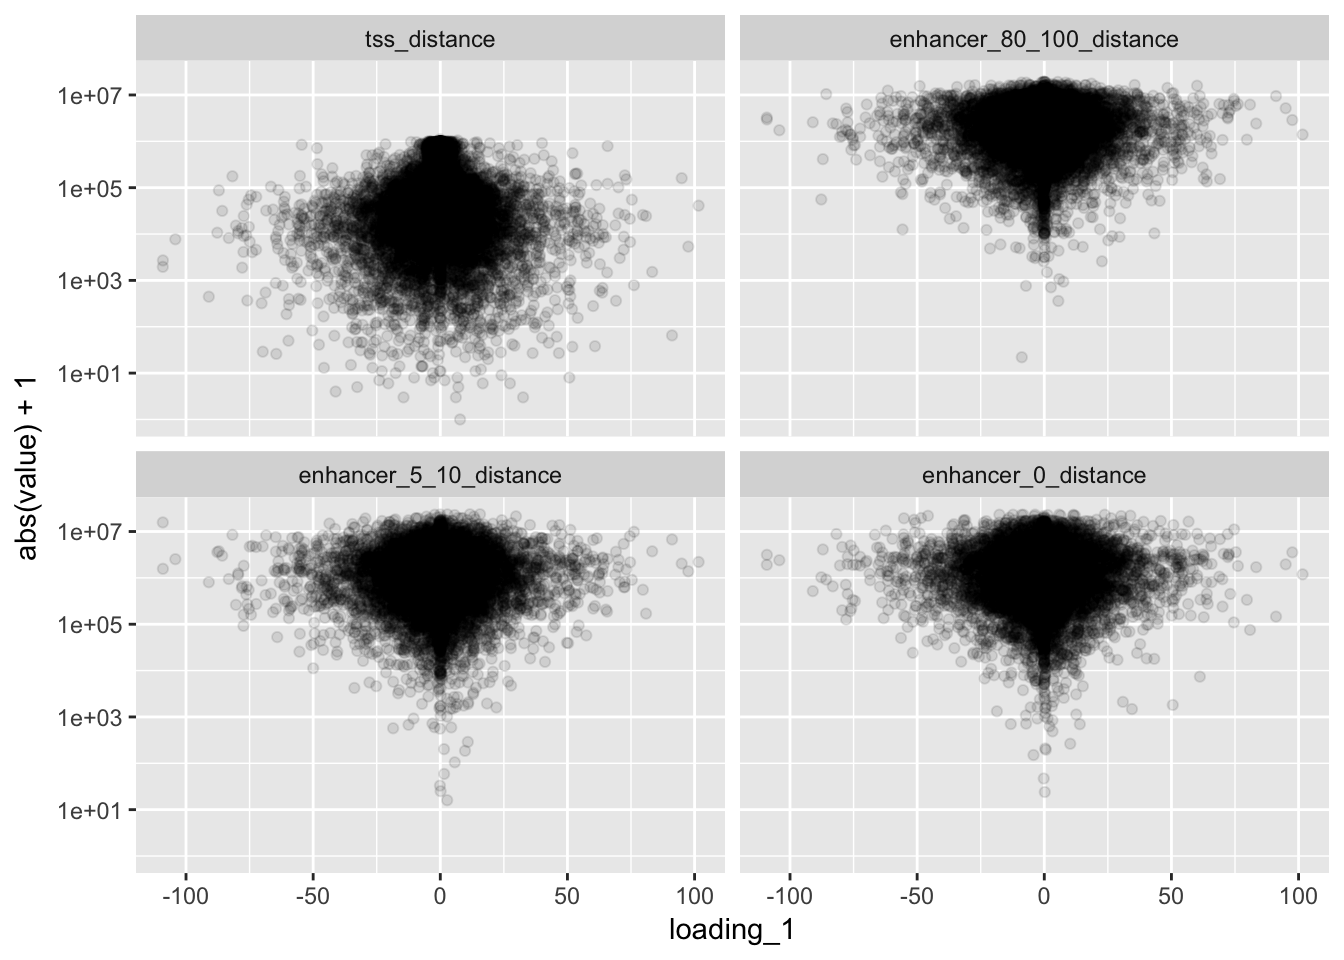 tss_distance
enhancer_80_100_distance
1e+07
1e+05
1e+03
1e+01
abs(value) + 1
enhancer_5_10_distance
enhancer_0_distance
1e+07
1e+05
1e+03
1e+01
-100
-50
0
50
100
-100
-50
0
50
100
loading_1